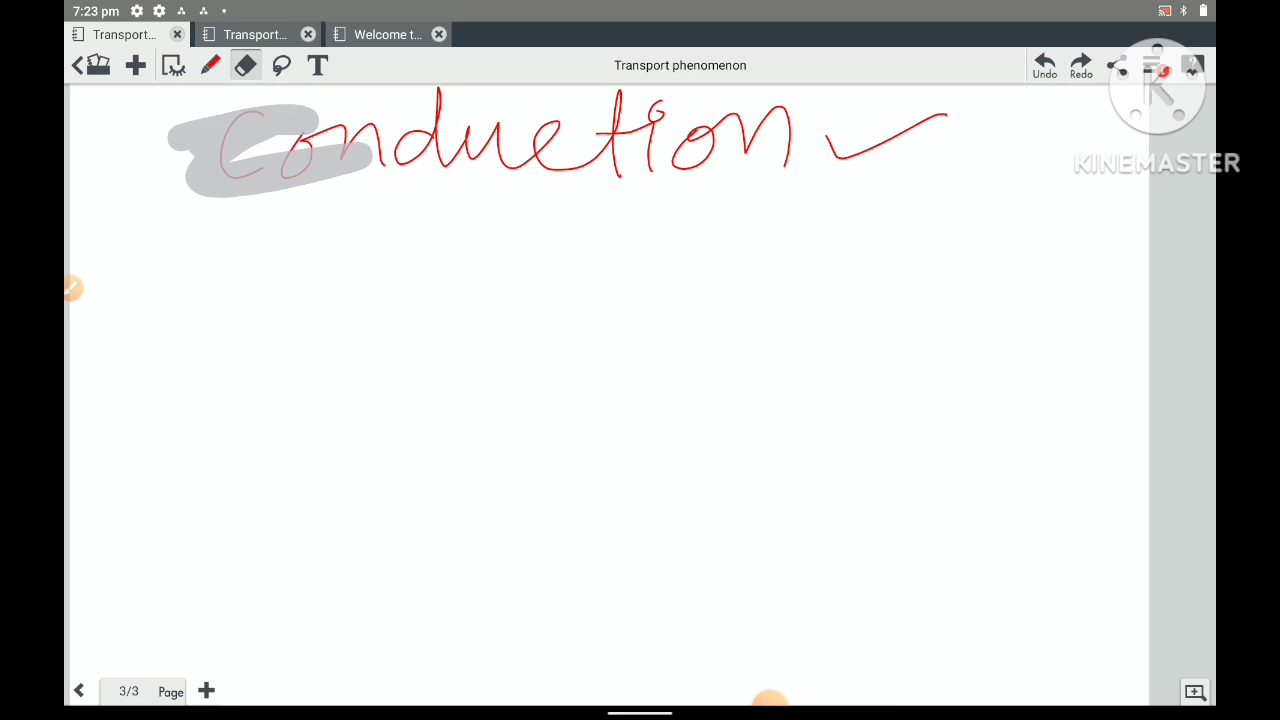 7:23 pm
Transport... Transport... Welcome t...
T Transport phenomenon Undo Redo
Conduction
KINEMASTER
3/3 Page